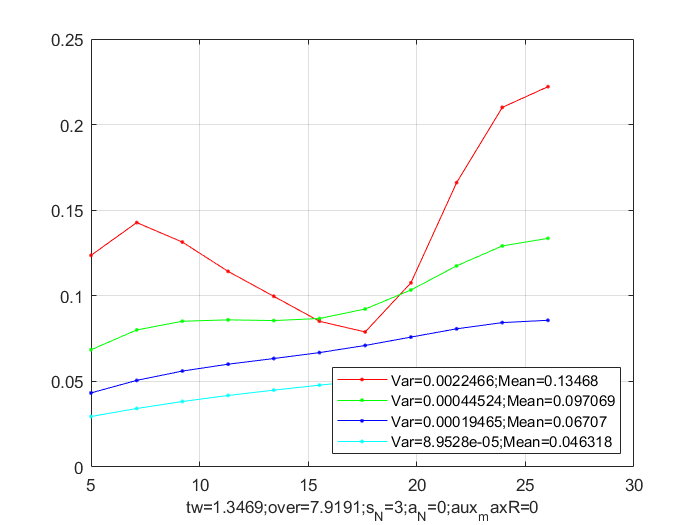 0.25
0.2
0.15
0.1
0.05
0
5
10
15
20
25
30
Var=0.0022466;Mean=0.13468
Var=0.00044524;Mean=0.097069
Var=0.00019465;Mean=0.06707
Var=8.9528e-05;Mean=0.046318
tw=1.3469;over=7.9191;s_N=3;a_N=0;aux_maxR=0